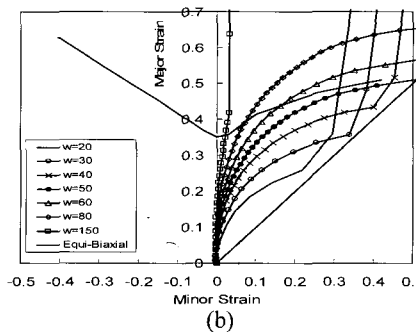 0.7
0.6
0.5
0.4
0.3
0.2
0.1
0
Major Strain
w=20
w=30
w=40
w=50
w=60
w=80
w=150
Equi-Biaxial
-0.5 -0.4 -0.3 -0.2 -0.1 0 0.1 0.2 0.3 0.4 0.5
Minor Strain
(b)